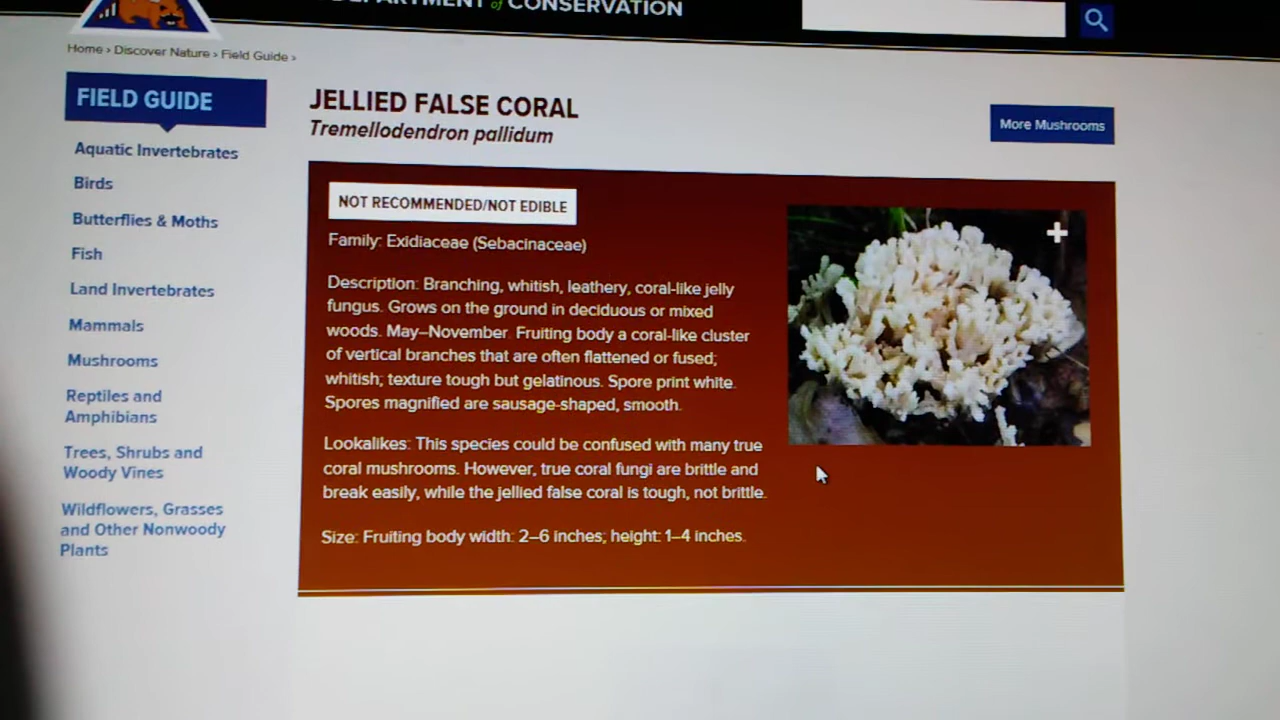 DEPARTMENT of CONSERVATION
Home › Discover Nature › Field Guide ›
FIELD GUIDE
Aquatic Invertebrates
Birds
Butterflies & Moths
Fish
Land Invertebrates
Mammals
Mushrooms
Reptiles and
Amphibians
Trees, Shrubs and
Woody Vines
Wildflowers, Grasses
and Other Nonwoody
Plants
JELLIED FALSE CORAL
Tremellodendron pallidum
More Mushrooms
NOT RECOMMENDED/NOT EDIBLE
Family: Exidiaceae (Sebacinaceae)
Description: Branching, whitish, leathery, coral-like jelly
fungus. Grows on the ground in deciduous or mixed
woods. May–November. Fruiting body a coral-like cluster
of vertical branches that are often flattened or fused;
whitish; texture tough but gelatinous. Spore print white.
Spores magnified are sausage-shaped, smooth.
Lookalikes: This species could be confused with many true
coral mushrooms. However, true coral fungi are brittle and
break easily, while the jellied false coral is tough, not brittle.
Size: Fruiting body width: 2–6 inches; height: 1–4 inches.